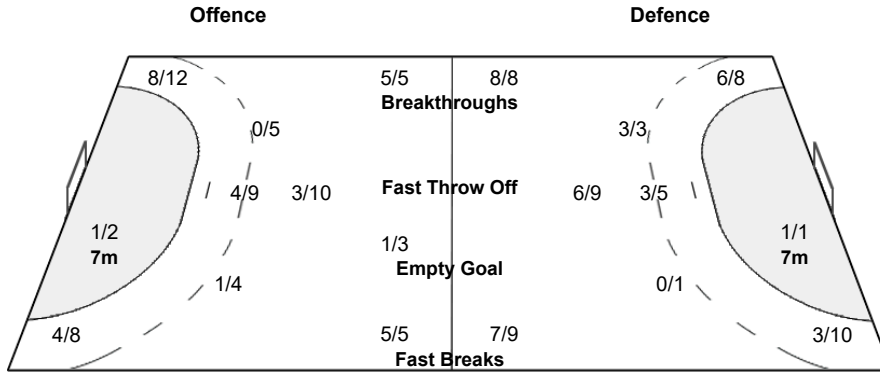 Offence Defence
8/12 5/5 8/8 6/8
Breakthroughs
0/5 3/3
4/9 3/10 Fast Throw Off 6/9 3/5
1/2 1/3 1/1
7m Empty Goal 7m
1/4 0/1
4/8 5/5 7/9 3/10
Fast Breaks